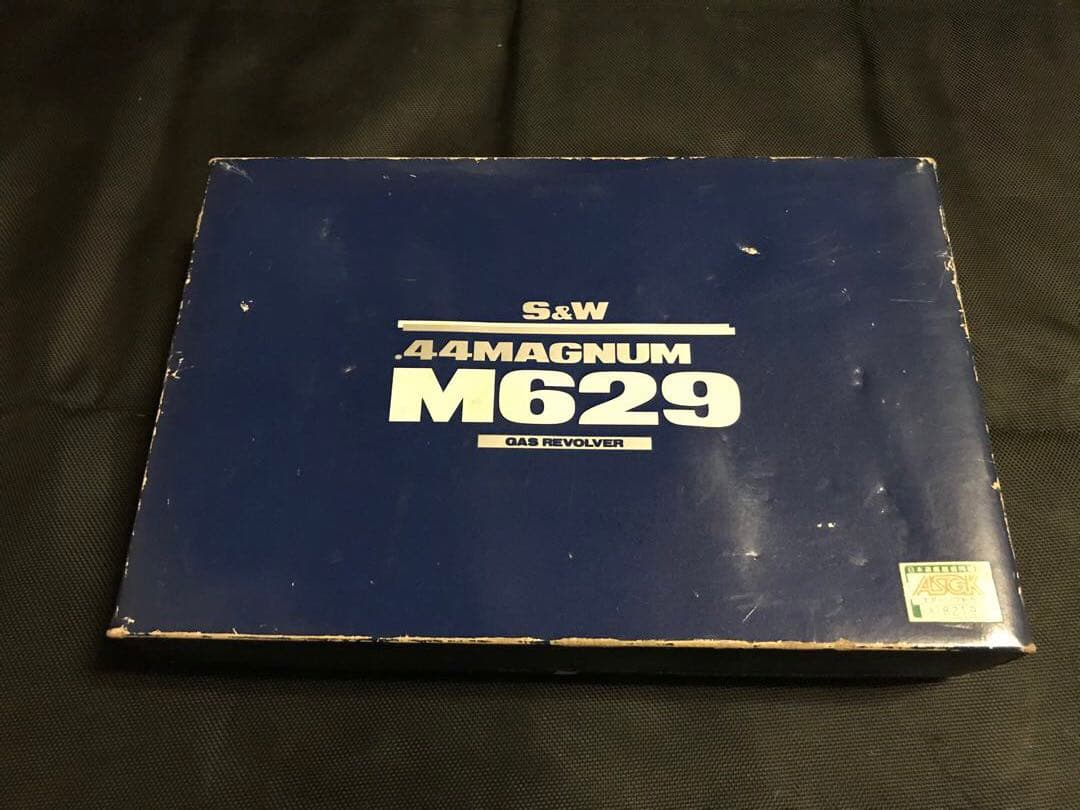 S&W
.44MAGNUM
M629
GAS REVOLVER
ASGK